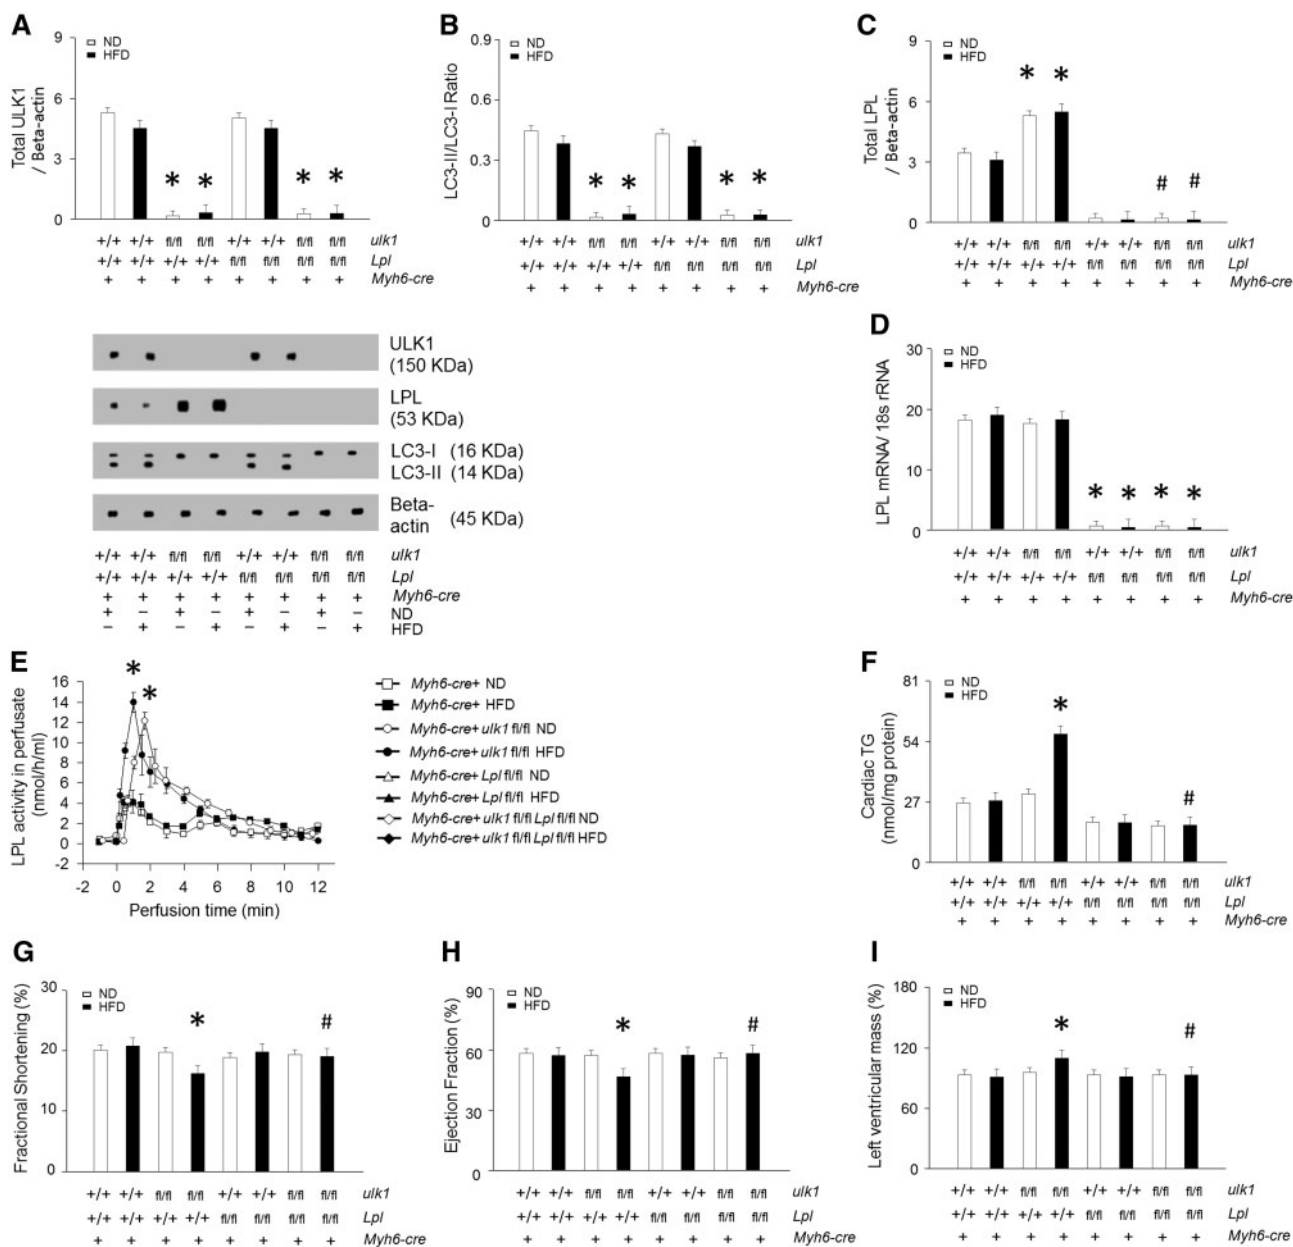 A
Total ULK1
/ Beta-actin
ND
HFD
9
6
3
0
* * * *
+/+ +/+ fl/fl fl/fl +/+ +/+ fl/fl fl/fl ulk1
+/+ +/+ +/+ +/+ fl/fl fl/fl fl/fl fl/fl Lpl
+ + + + + + + + Myh6-cre
B
LC3-II/LC3-I Ratio
ND
HFD
0.9
0.6
0.3
0
* * * *
+/+ +/+ fl/fl fl/fl +/+ +/+ fl/fl fl/fl ulk1
+/+ +/+ +/+ +/+ fl/fl fl/fl fl/fl fl/fl Lpl
+ + + + + + + + Myh6-cre
C
Total LPL
/ Beta-actin
ND
HFD
9
6
3
0
* * # #
+/+ +/+ fl/fl fl/fl +/+ +/+ fl/fl fl/fl ulk1
+/+ +/+ +/+ +/+ fl/fl fl/fl fl/fl fl/fl Lpl
+ + + + + + + + Myh6-cre
ULK1
(150 KDa)
LPL
(53 KDa)
LC3-I (16 KDa)
LC3-II (14 KDa)
Beta-
actin (45 KDa)
+/+ +/+ fl/fl fl/fl +/+ +/+ fl/fl fl/fl ulk1
+/+ +/+ +/+ +/+ fl/fl fl/fl fl/fl fl/fl Lpl
+ + + + + + + + Myh6-cre
+ − + − + − + − ND
− + − + − + − + HFD
D
LPL mRNA/ 18s rRNA
ND
HFD
30
20
10
0
* * * *
+/+ +/+ fl/fl fl/fl +/+ +/+ fl/fl fl/fl ulk1
+/+ +/+ +/+ +/+ fl/fl fl/fl fl/fl fl/fl Lpl
+ + + + + + + + Myh6-cre
E
LPL activity in perfusate
(nmol/h/ml)
16
14
12
10
8
6
4
2
0
-2
* *
-2 0 2 4 6 8 10 12
Perfusion time (min)
Myh6-cre+ ND
Myh6-cre+ HFD
Myh6-cre+ ulk1 fl/fl ND
Myh6-cre+ ulk1 fl/fl HFD
Myh6-cre+ Lpl fl/fl ND
Myh6-cre+ Lpl fl/fl HFD
Myh6-cre+ ulk1 fl/fl Lpl fl/fl ND
Myh6-cre+ ulk1 fl/fl Lpl fl/fl HFD
F
Cardiac TG
(nmol/mg protein)
ND
HFD
81
54
27
0
* #
+/+ +/+ fl/fl fl/fl +/+ +/+ fl/fl fl/fl ulk1
+/+ +/+ +/+ +/+ fl/fl fl/fl fl/fl fl/fl Lpl
+ + + + + + + + Myh6-cre
G
Fractional Shortening (%)
ND
HFD
30
20
10
0
* #
+/+ +/+ fl/fl fl/fl +/+ +/+ fl/fl fl/fl ulk1
+/+ +/+ +/+ +/+ fl/fl fl/fl fl/fl fl/fl Lpl
+ + + + + + + + Myh6-cre
H
Ejection Fraction (%)
ND
HFD
90
60
30
0
* #
+/+ +/+ fl/fl fl/fl +/+ +/+ fl/fl fl/fl ulk1
+/+ +/+ +/+ +/+ fl/fl fl/fl fl/fl fl/fl Lpl
+ + + + + + + + Myh6-cre
I
Left ventricular mass (%)
ND
HFD
180
120
60
0
* #
+/+ +/+ fl/fl fl/fl +/+ +/+ fl/fl fl/fl ulk1
+/+ +/+ +/+ +/+ fl/fl fl/fl fl/fl fl/fl Lpl
+ + + + + + + + Myh6-cre